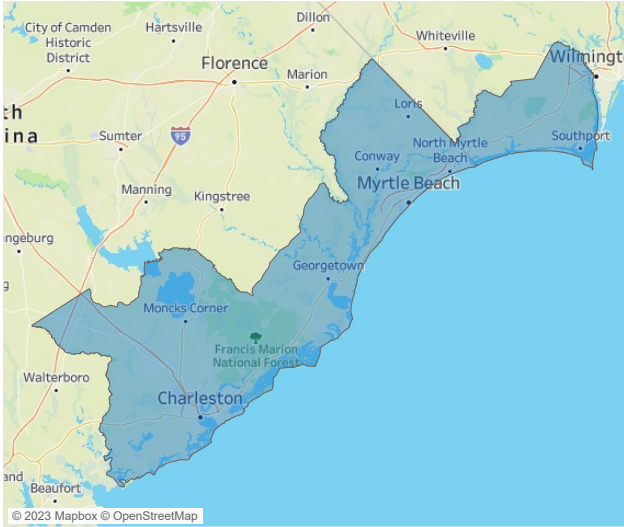 City of Camden
Historic
District
Hartsville
Dillon
Whiteville
Wilmingt
Florence
Marion
th
ina
Loris
Sumter
95
Southport
North Myrtle
Beach
Conway
Myrtle Beach
Manning
Kingstree
ngeburg
Georgetown
g
Moncks Corner
Francis Marion
National Forest
Walterboro
Charleston
and
Beaufort
© 2023 Mapbox © OpenStreetMap